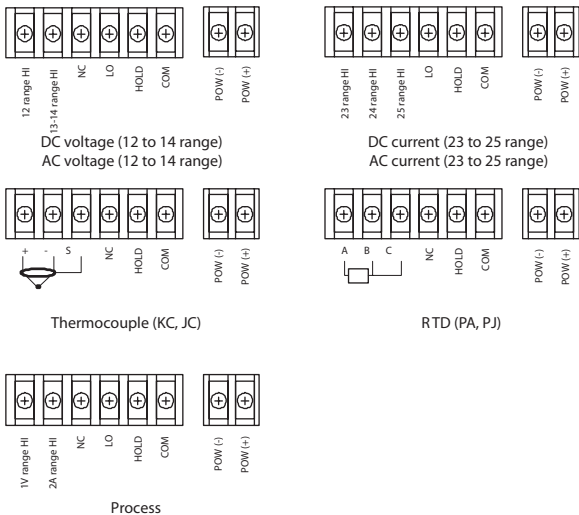 12 range HI
13-14 range HI
NC
LO
HOLD
COM
POW (-)
POW (+)
DC voltage (12 to 14 range)
AC voltage (12 to 14 range)
23 range HI
24 range HI
25 range HI
LO
HOLD
COM
POW (-)
POW (+)
DC current (23 to 25 range)
AC current (23 to 25 range)
+
-
S
NC
HOLD
COM
POW (-)
POW (+)
Thermocouple (KC, JC)
A
B
C
NC
HOLD
COM
POW (-)
POW (+)
RTD (PA, PJ)
1V range HI
2A range HI
NC
LO
HOLD
COM
POW (-)
POW (+)
Process